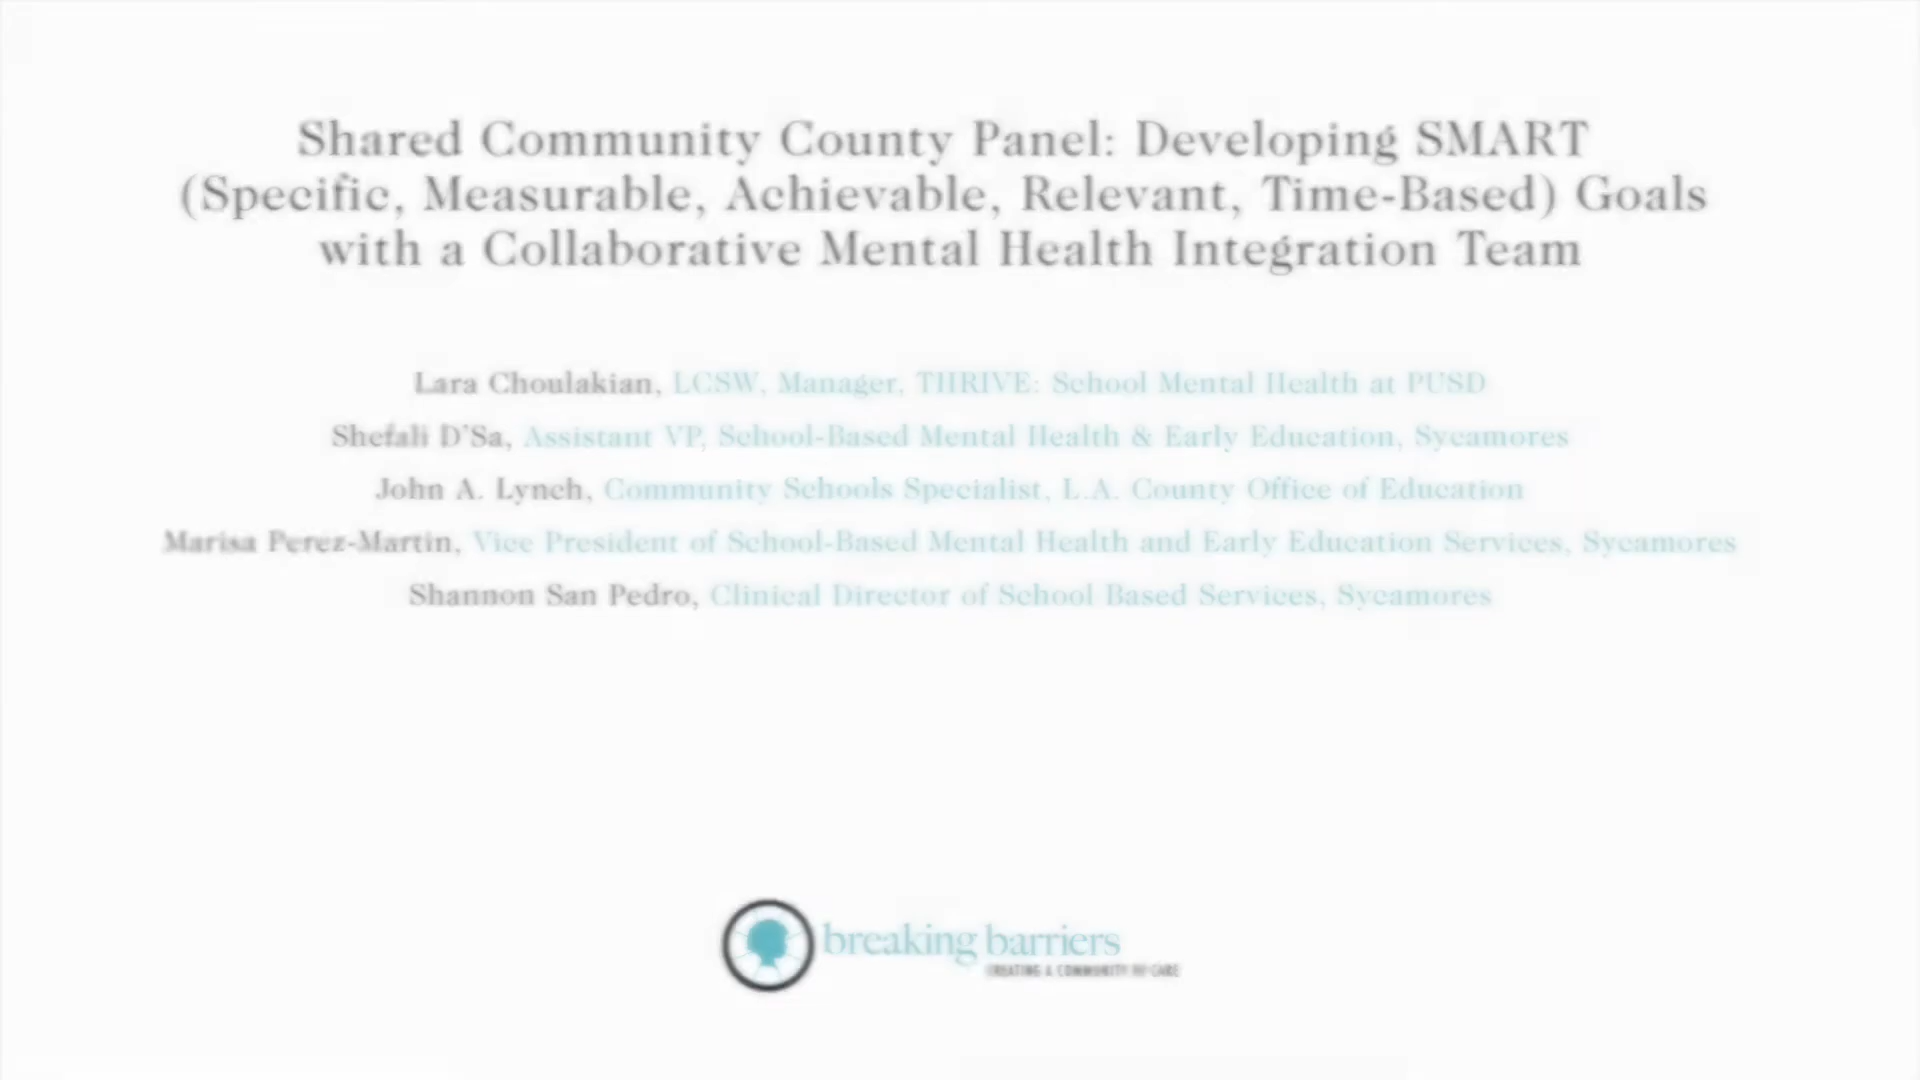 Shared Community County Panel: Developing SMART
(Specific, Measurable, Achievable, Relevant, Time-Based) Goals
with a Collaborative Mental Health Integration Team
Lara Choulakian, LCSW, Manager, THRIVE: School Mental Health at PUSD
Shefali D'Sa, Assistant VP, School-Based Mental Health & Early Education, Sycamores
John A. Lynch, Community Schools Specialist, L.A. County Office of Education
Marisa Perez-Martin, Vice President of School-Based Mental Health and Early Education Services, Sycamores
Shannon San Pedro, Clinical Director of School Based Services, Sycamores
breaking barriers
CREATING A COMMUNITY OF CARE